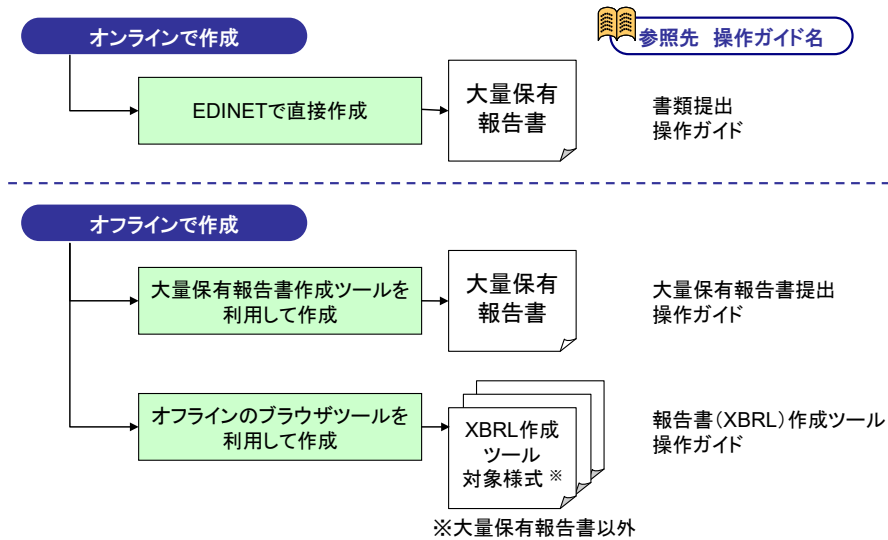 オンラインで作成
参照先 操作ガイド名
EDINETで直接作成
大量保有
報告書
書類提出
操作ガイド
オフラインで作成
大量保有報告書作成ツールを
利用して作成
大量保有
報告書
大量保有報告書提出
操作ガイド
オフラインのブラウザツールを
利用して作成
XBRL作成
ツール
対象様式 ※
報告書(XBRL)作成ツール
操作ガイド
※大量保有報告書以外